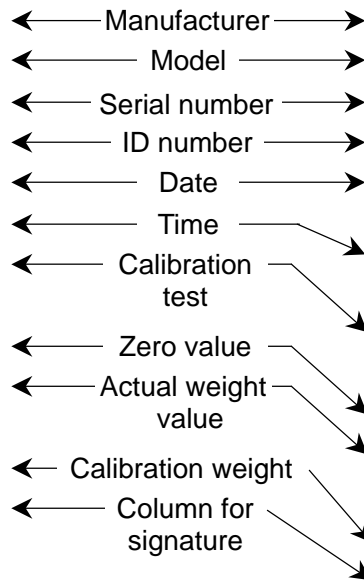 Manufacturer
Model
Serial number
ID number
Date
Time
Calibration
test
Zero value
Actual weight
value
Calibration weight
Column for
signature